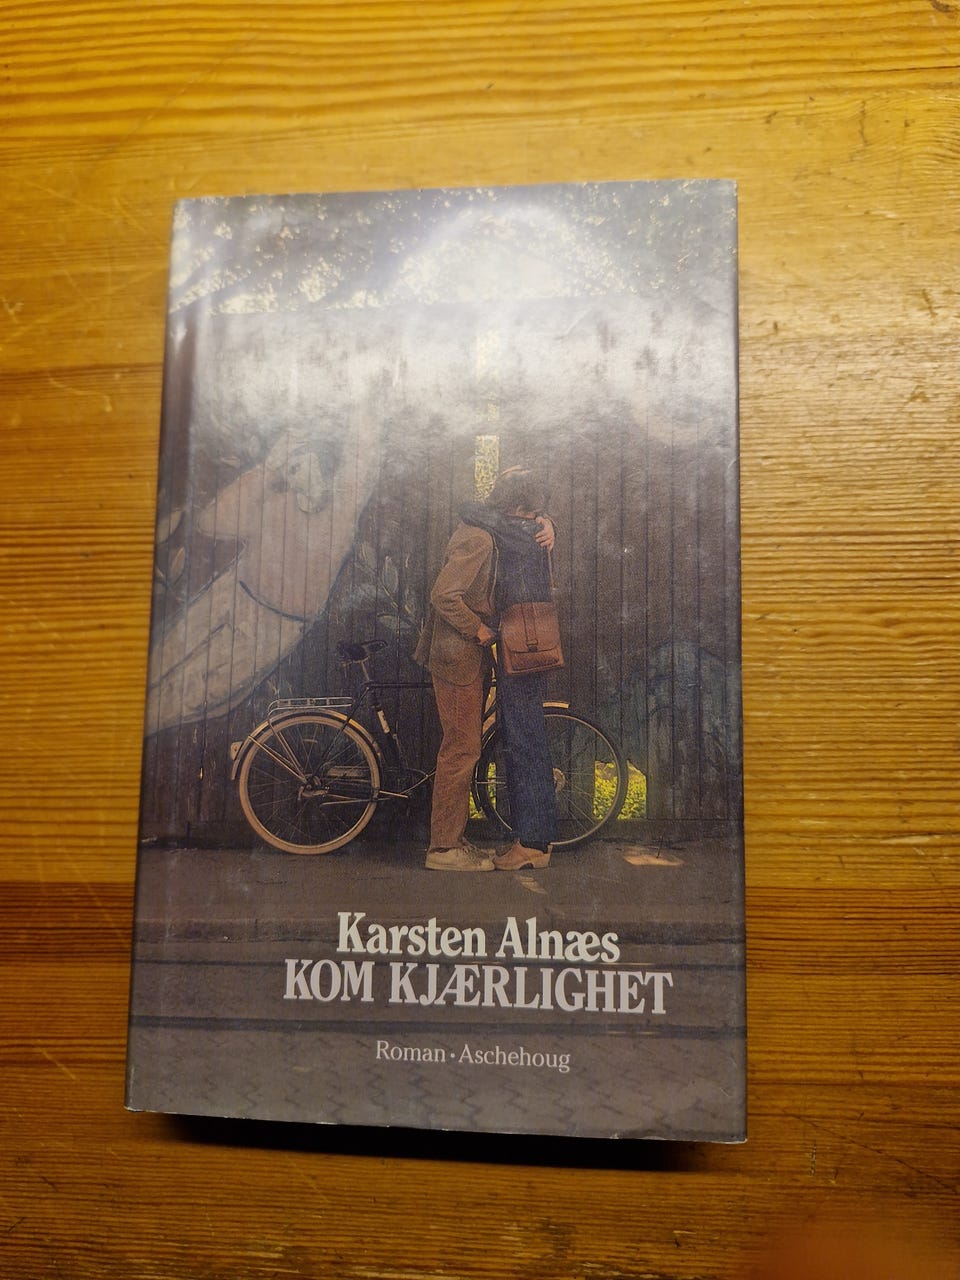 Karsten Alnæs
KOM KJÆRLIGHET
Roman • Aschehoug